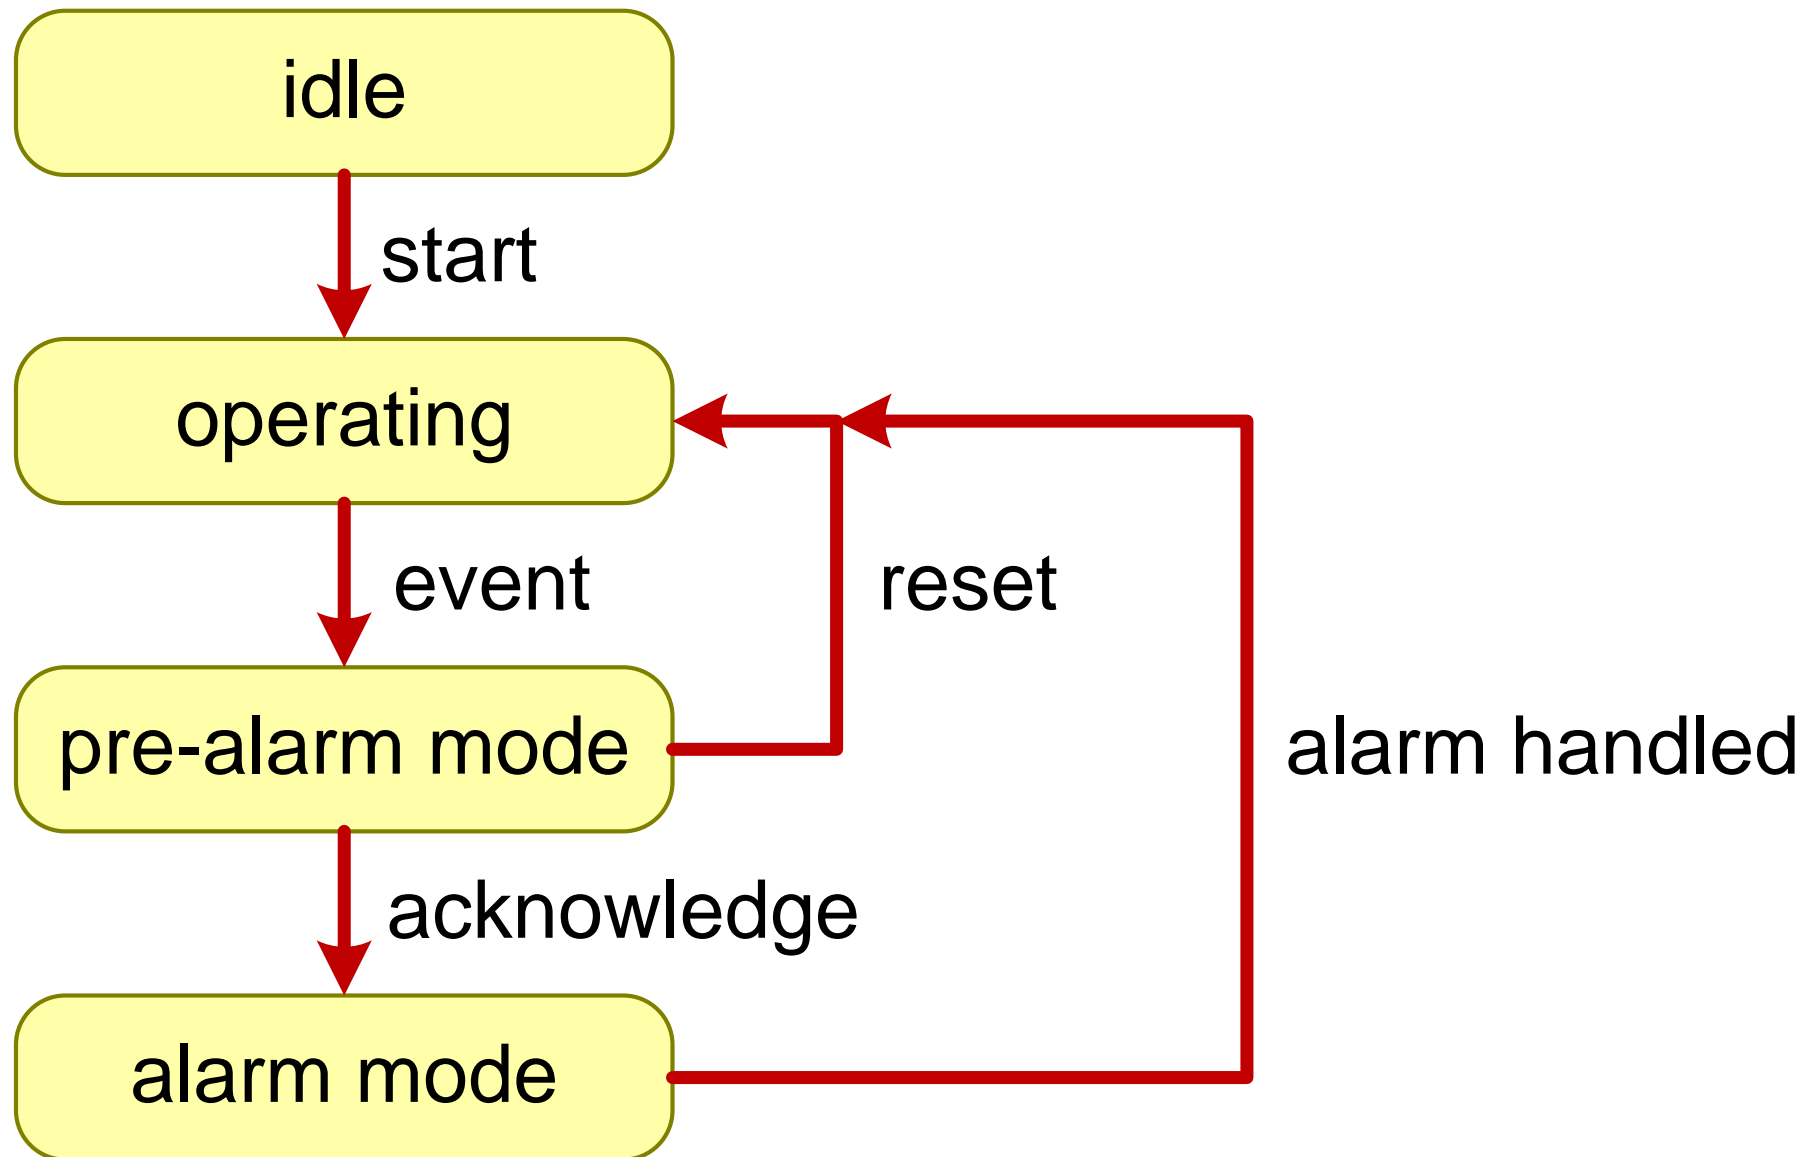 idle
start
operating
event
reset
pre-alarm mode
alarm handled
acknowledge
alarm mode